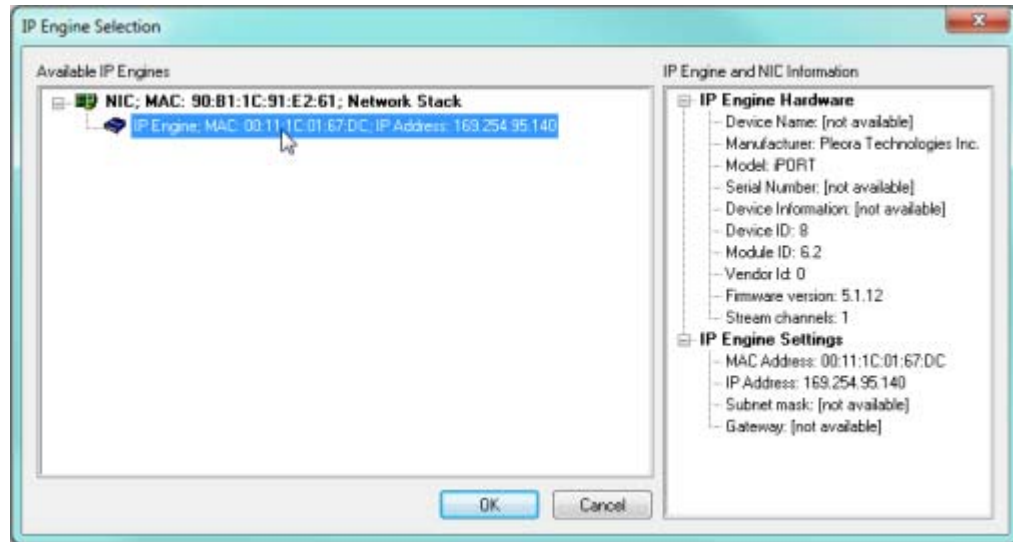 IP Engine Selection
Available IP Engines
NIC; MAC: 90:B1:1C:91:E2:61; Network Stack
IP Engine; MAC: 00:11:1C:01:67:DC; IP Address: 169.254.95.140
OK
Cancel
IP Engine and NIC Information
IP Engine Hardware
Device Name: [not available]
Manufacturer: Pleora Technologies Inc.
Model: iPORT
Serial Number: [not available]
Device Information: [not available]
Device ID: 8
Module ID: 6.2
Vendor Id: 0
Firmware version: 5.1.12
Stream channels: 1
IP Engine Settings
MAC Address: 00:11:1C:01:67:DC
IP Address: 169.254.95.140
Subnet mask: [not available]
Gateway: [not available]